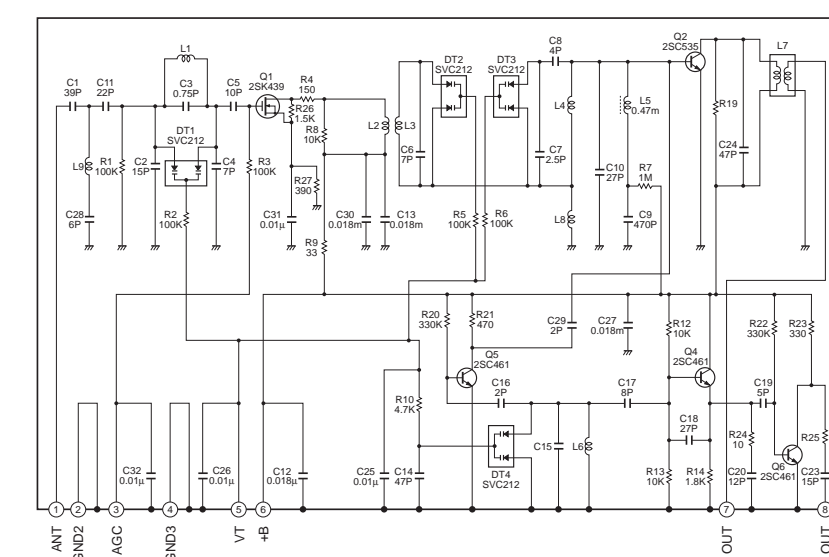 L1
Q2
2SC535
C8
4P
L7
C1
39P
C11
22P
C3
0.75P
C5
10P
Q1
2SK439
R4
150
DT2
SVC212
DT3
SVC212
R26
1.5K
R8
10K
L2
L3
L4
L5
0.47m
R19
DT1
SVC212
C6
7P
C7
2.5P
C24
47P
L9
R1
100K
C2
15P
C4
7P
R3
100K
C10
27P
R7
1M
R27
390
C28
6P
R2
100K
C31
0.01µ
C30
0.018m
C13
0.018m
R5
100K
R6
100K
L8
C9
470P
R9
33
R20
330K
R21
470
C29
2P
C27
0.018m
R12
10K
R22
330K
R23
330
Q5
2SC461
Q4
2SC461
C16
2P
C17
8P
C19
5P
R10
4.7K
C18
27P
R24
10
R25
C15
L6
DT4
SVC212
C32
0.01µ
C26
0.01µ
C12
0.018µ
C25
0.01µ
C14
47P
R13
10K
R14
1.8K
C20
12P
Q6
2SC461
C23
15P
1
2
3
4
5
6
7
8
ANT
GND2
AGC
GND3
VT
+B
OUT
OUT